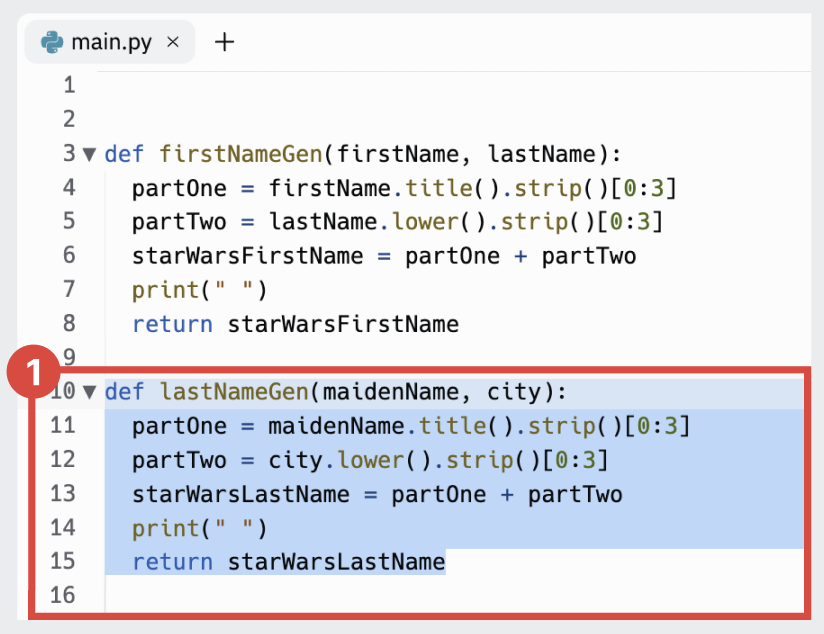 main.py × +
1
2
3 ▼ def firstNameGen(firstName, lastName):
4 partOne = firstName.title().strip()[0:3]
5 partTwo = lastName.lower().strip()[0:3]
6 starWarsFirstName = partOne + partTwo
7 print(" ")
8 return starWarsFirstName
9
1
10 ▼ def lastNameGen(maidenName, city):
11 partOne = maidenName.title().strip()[0:3]
12 partTwo = city.lower().strip()[0:3]
13 starWarsLastName = partOne + partTwo
14 print(" ")
15 return starWarsLastName
16